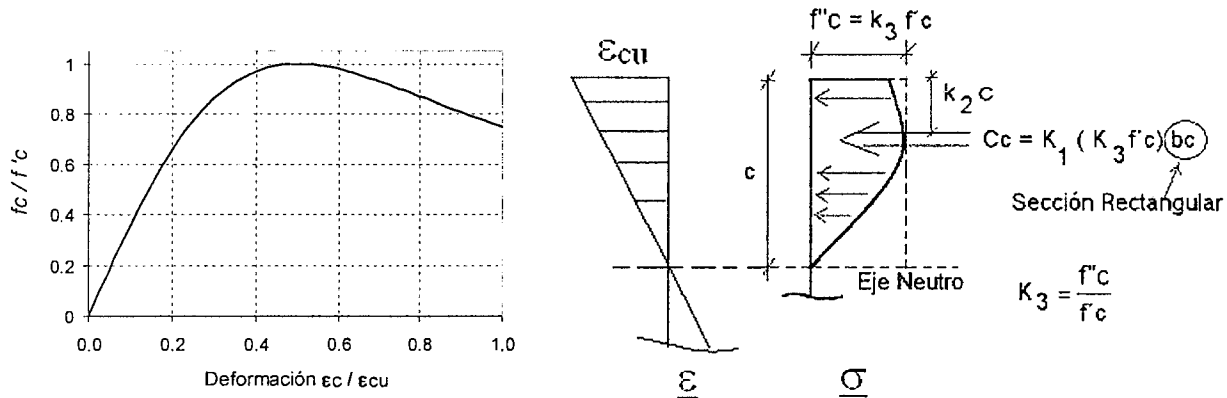 fc / f'c
1
0.8
0.6
0.4
0.2
0
0.0
0.2
0.4
0.6
0.8
1.0
Deformación εc / εcu
εcu
ε
f"c = k3 f'c
c
k2 c
Cc = K1 ( K3 f'c) bc
Sección Rectangular
Eje Neutro
K3 = f"c / f'c
σ